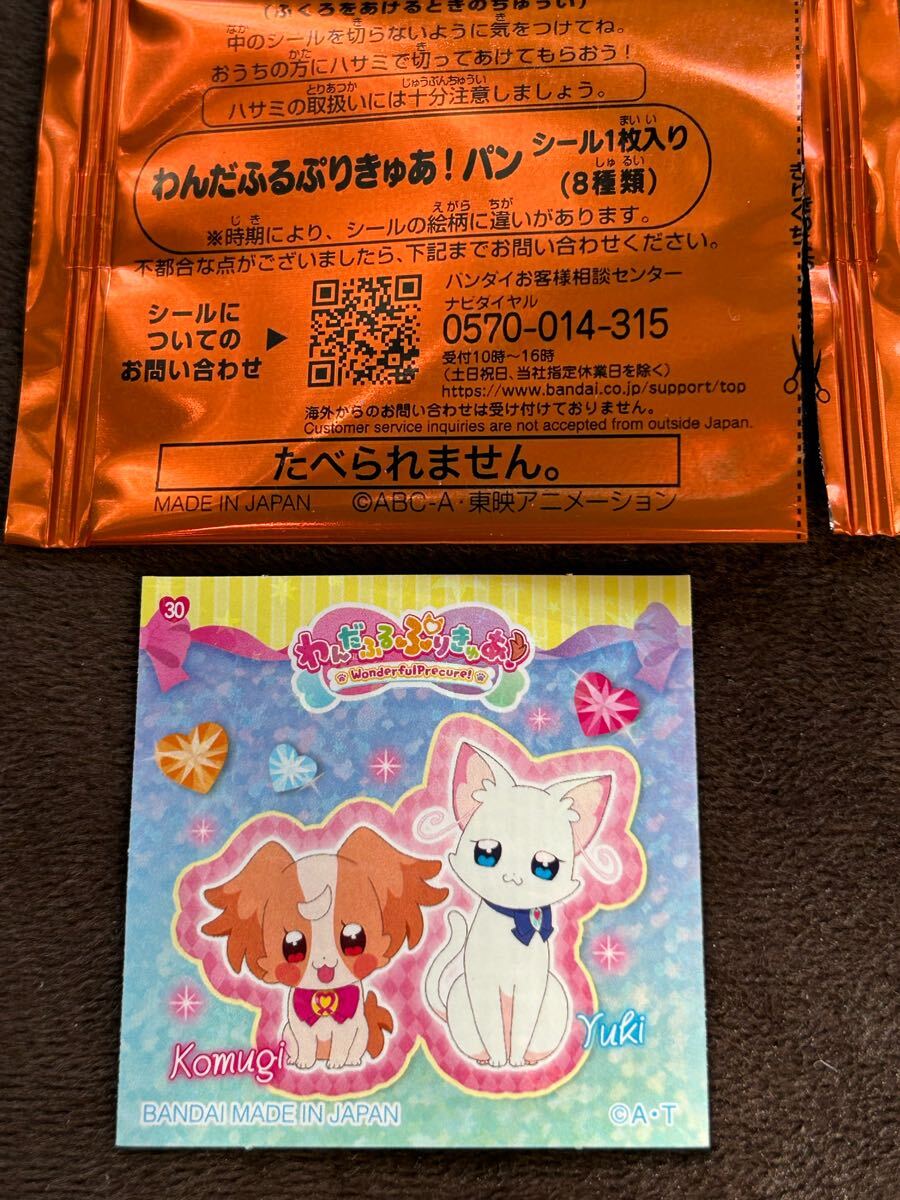 (ふくろをあけるときのちゅうい)
中のシールを切らないように気をつけてね。
おうちの方にハサミで切ってあけてもらおう!
ハサミの取扱いには十分注意しましょう。
わんだふるぷりきゅあ!パン シール1枚入り
(8種類)
※時期により、シールの絵柄に違いがあります。
不都合な点がございましたら、下記までお問い合わせください。
シールに
ついての
お問い合わせ
バンダイお客様相談センター
ナビダイヤル
0570-014-315
受付10時~16時
(土日祝日、当社指定休業日を除く)
https://www.bandai.co.jp/support/top
海外からのお問い合わせは受け付けておりません。
Customer service inquiries are not accepted from outside Japan.
たべられません。
MADE IN JAPAN ©ABC-A・東映アニメーション
30
わんだふるぷりきゅあ!
WonderfulPrecure!
Komugi
Yuki
BANDAI MADE IN JAPAN
©A・T